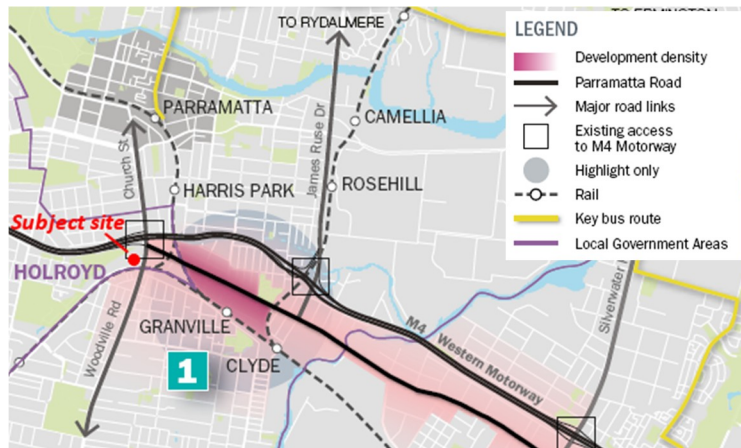 TO RYDALMERE
LEGEND
Development density
Parramatta Road
Major road links
Existing access
to M4 Motorway
Highlight only
Rail
Key bus route
Local Government Areas
PARRAMATTA
CAMELLIA
Church St
James Ruse Dr
HARRIS PARK
ROSEHILL
Subject site
HOLROYD
Woodville Rd
GRANVILLE
CLYDE
1
M4 - Western Motorway
Silverwater